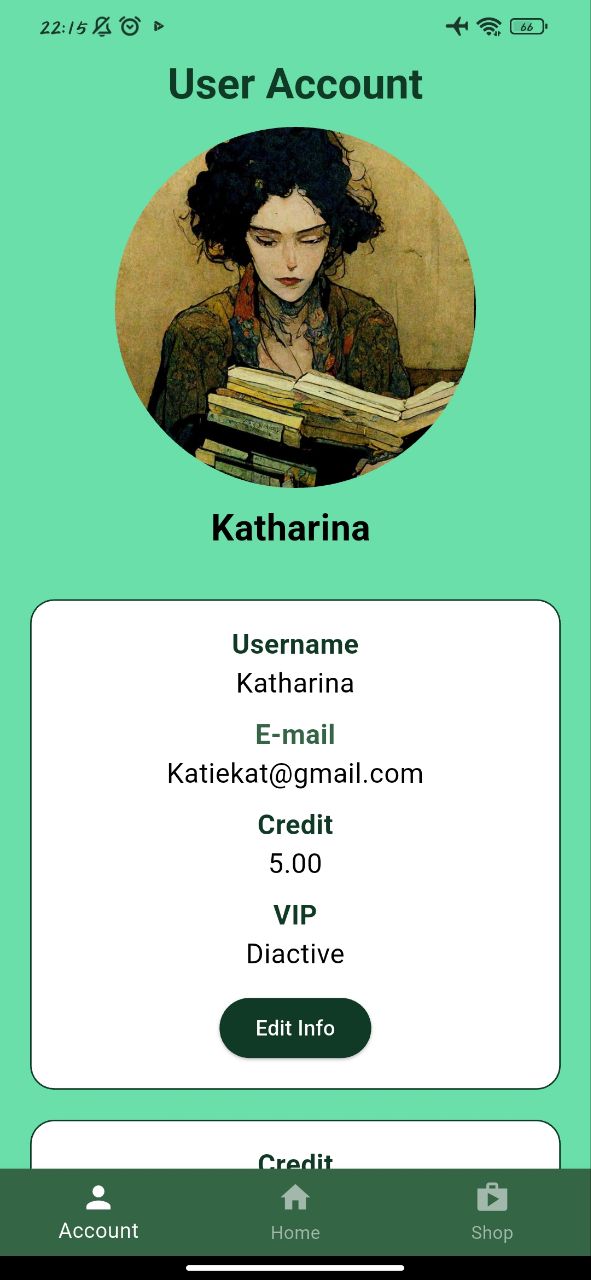 22:15
66
User Account
Katharina
Username
Katharina
E-mail
Katiekat@gmail.com
Credit
5.00
VIP
Diactive
Edit Info
Credit
Account
Home
Shop